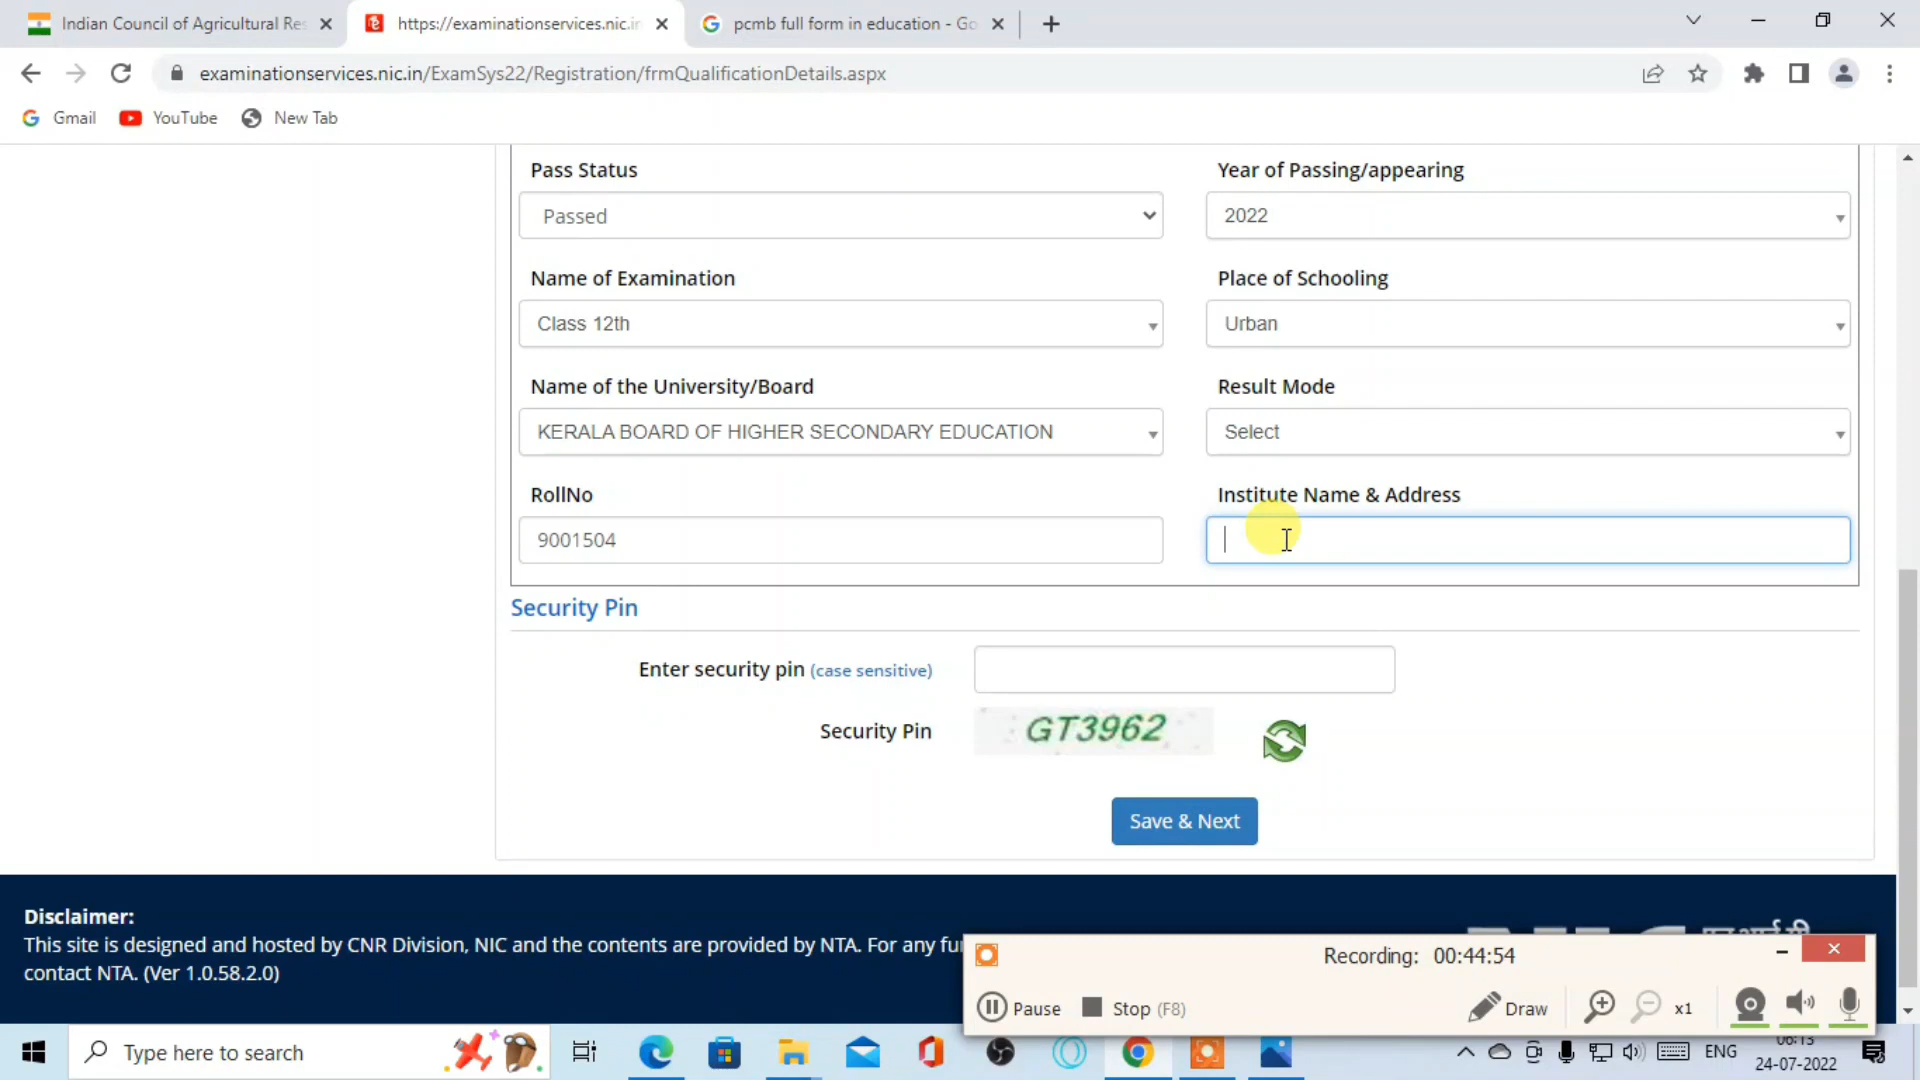 Indian Council of Agricultural Res
https://examinationservices.nic.in
pcmb full form in education - Go
examinationservices.nic.in/ExamSys22/Registration/frmQualificationDetails.aspx
Gmail
YouTube
New Tab
Pass Status
Year of Passing/appearing
Passed
2022
Name of Examination
Place of Schooling
Class 12th
Urban
Name of the University/Board
Result Mode
KERALA BOARD OF HIGHER SECONDARY EDUCATION
Select
RollNo
Institute Name & Address
9001504
Security Pin
Enter security pin (case sensitive)
Security Pin
GT3962
Save & Next
Disclaimer:
This site is designed and hosted by CNR Division, NIC and the contents are provided by NTA. For any fu
contact NTA. (Ver 1.0.58.2.0)
Recording: 00:44:54
Pause
Stop (F8)
Draw
x1
Type here to search
ENG
06:13
24-07-2022